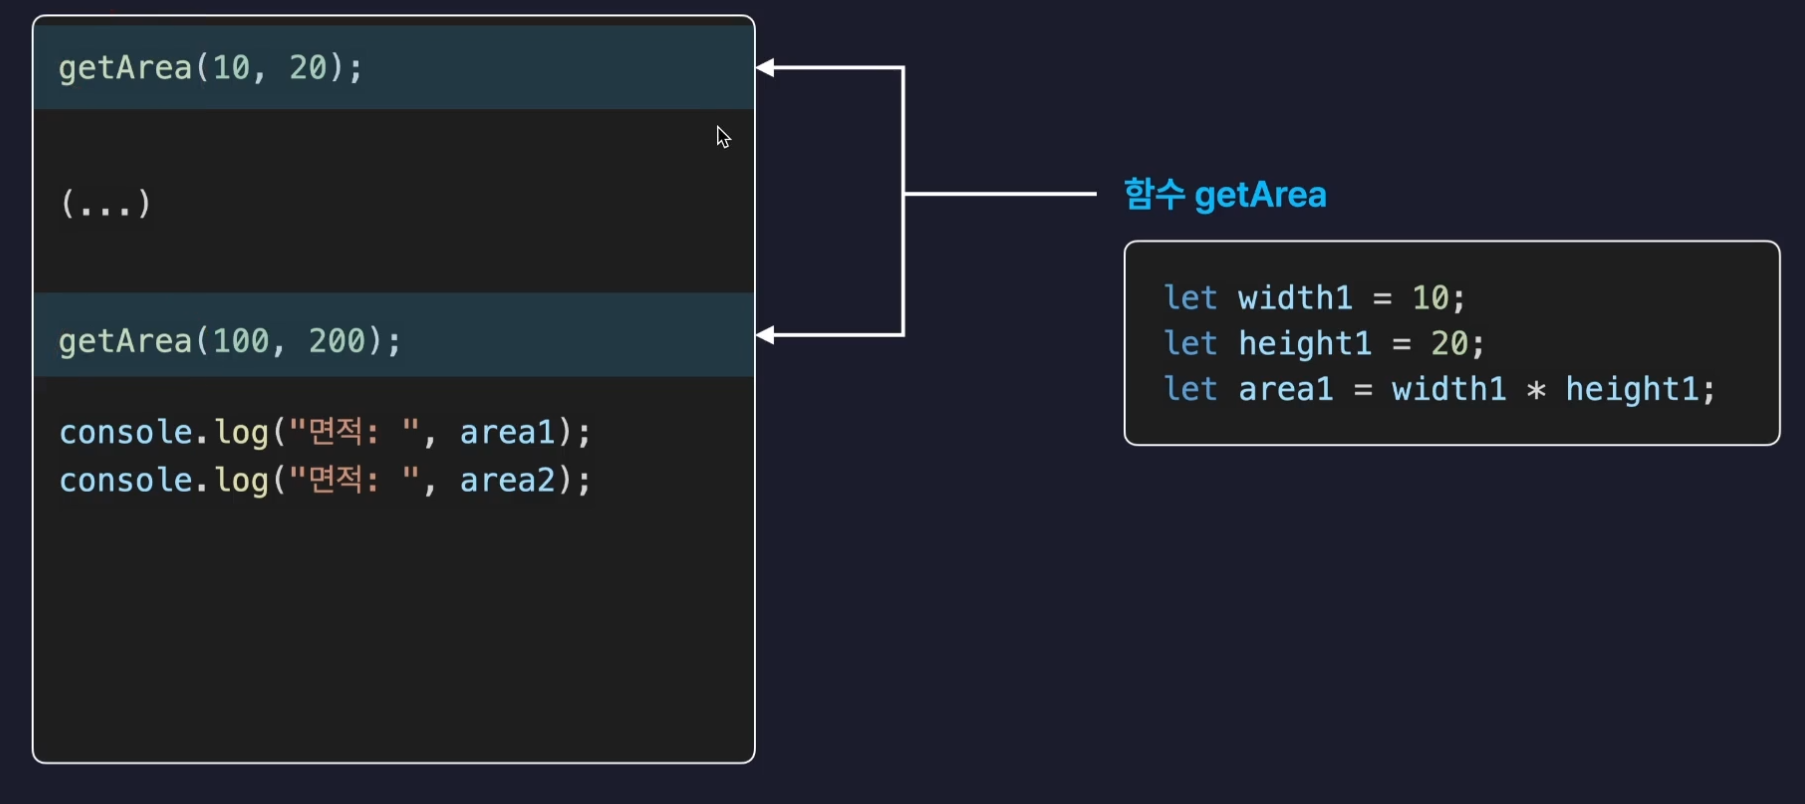 getArea(10, 20);
(...)
getArea(100, 200);
console.log("면적: ", area1);
console.log("면적: ", area2);
함수 getArea
let width1 = 10;
let height1 = 20;
let area1 = width1 * height1;